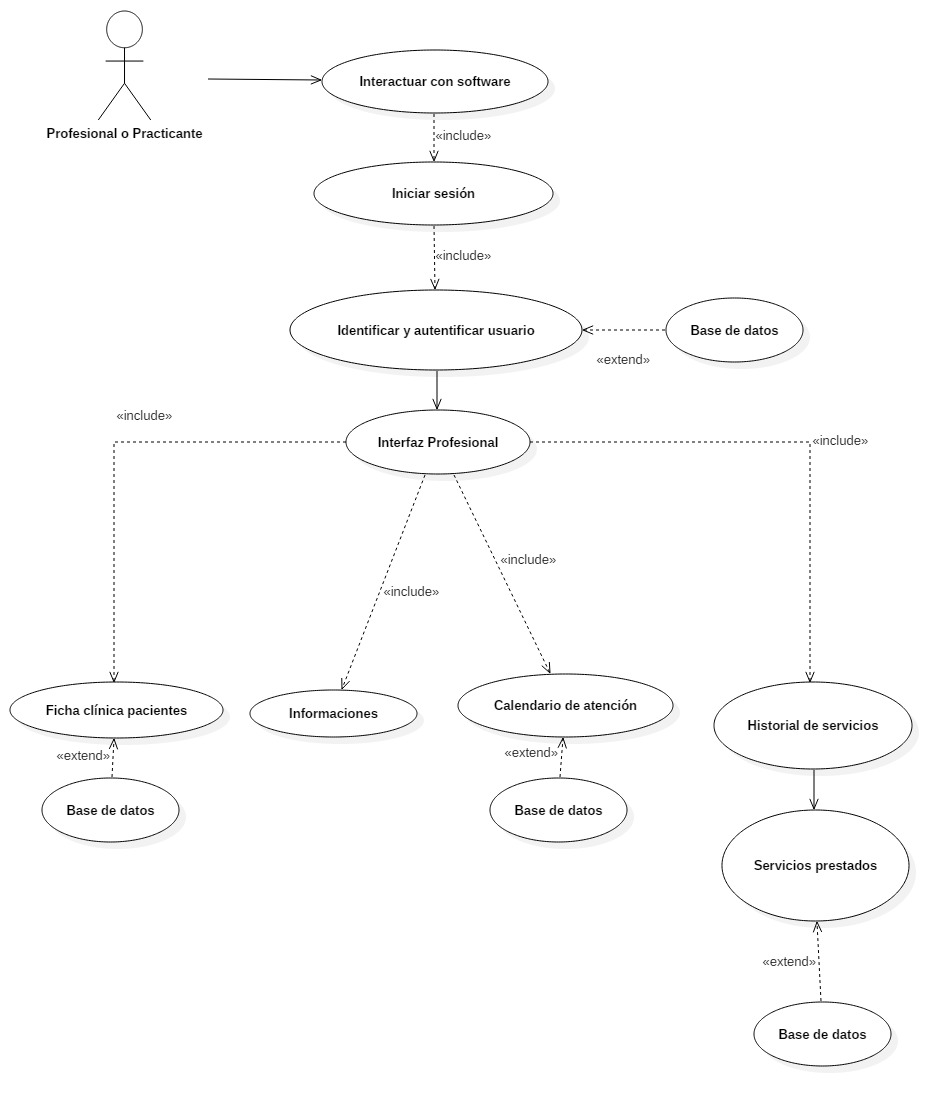 Interactuar con software
Profesional o Practicante
«include»
Iniciar sesión
«include»
Identificar y autentificar usuario
Base de datos
«extend»
«include»
Interfaz Profesional
«include»
«include»
«include»
Ficha clínica pacientes
Informaciones
Calendario de atención
Historial de servicios
«extend»
«extend»
Base de datos
Base de datos
Servicios prestados
«extend»
Base de datos